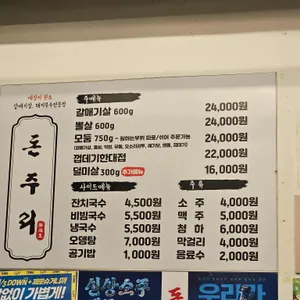 돈주리
주메뉴
갈매기살 600g 24,000원
뽈살 600g 24,000원
모둠 750g 24,000원
껍데기한대접 22,000원
덜미살 300g 추가메뉴 16,000원
사이드메뉴
잔치국수 4,500원
비빔국수 5,500원
냉국수 5,500원
오뎅탕 7,000원
공기밥 1,000원
주류
소주 4,000원
맥주 5,000원
청하 6,000원
막걸리 4,000원
음료수 2,000원